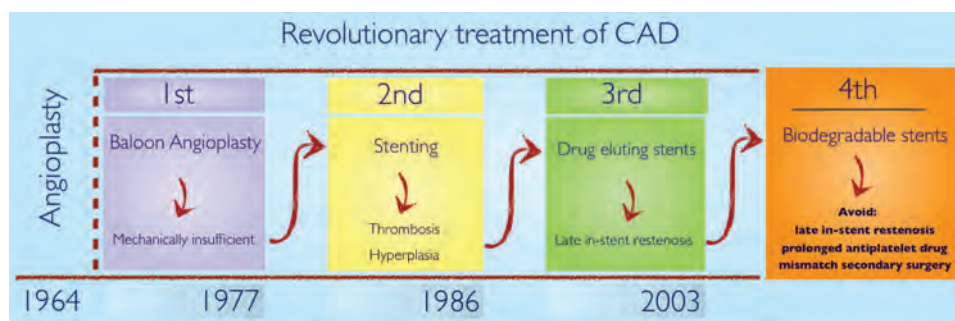 Revolutionary treatment of CAD
Angioplasty
1st
Baloon Angioplasty
Mechanically insufficient
2nd
Stenting
Thrombosis
Hyperplasia
3rd
Drug eluting stents
Late in-stent restenosis
4th
Biodegradable stents
Avoid:
late in-stent restenosis
prolonged antiplatelet drug
mismatch secondary surgery
1964
1977
1986
2003